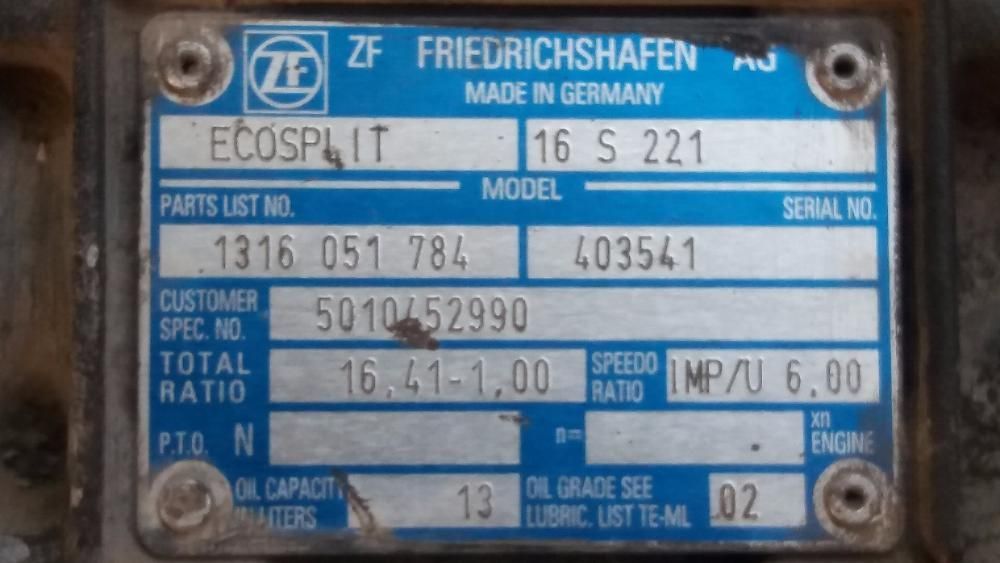 ZF ZF FRIEDRICHSHAFEN AG
MADE IN GERMANY
ECOSPLIT 16 S 221
MODEL
PARTS LIST NO. SERIAL NO.
1316 051 784 403541
CUSTOMER SPEC. NO. 5010452990
TOTAL RATIO 16,41-1,00 SPEEDO RATIO IMP/U 6,00
P.T.O. N n= xn ENGINE
OIL CAPACITY IN LITERS 13 OIL GRADE SEE LUBRIC. LIST TE-ML 02